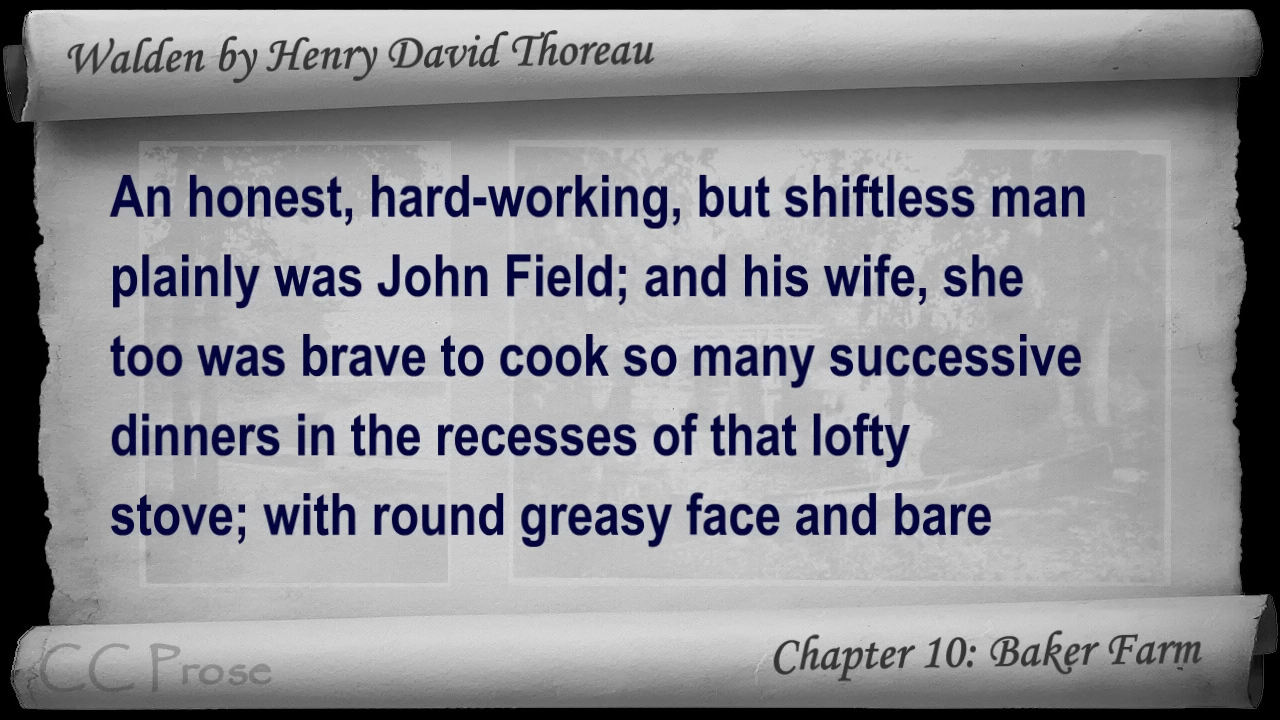 Walden by Henry David Thoreau
An honest, hard-working, but shiftless man
plainly was John Field; and his wife, she
too was brave to cook so many successive
dinners in the recesses of that lofty
stove; with round greasy face and bare
CC Prose
Chapter 10: Baker Farm